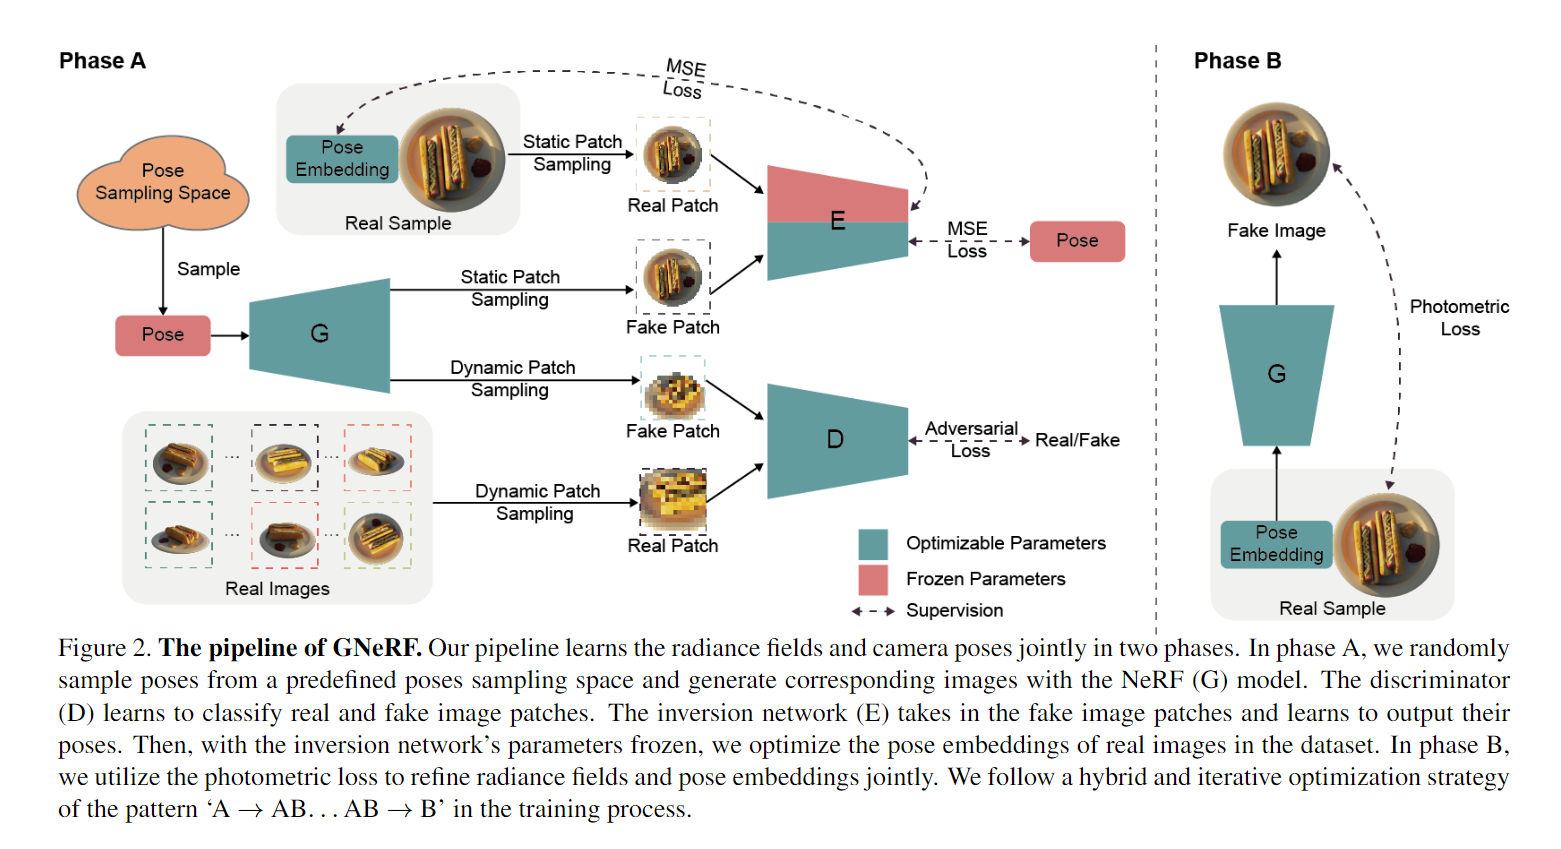 Phase A
MSE
Loss
Pose
Embedding
Real Sample
Static Patch
Sampling
Real Patch
Pose
Sampling Space
Sample
Pose
G
Static Patch
Sampling
Fake Patch
E
MSE
Loss
Pose
Dynamic Patch
Sampling
Fake Patch
D
Adversarial
Loss
Real/Fake
... ...
... ...
Real Images
Dynamic Patch
Sampling
Real Patch
Optimizable Parameters
Frozen Parameters
Supervision
Phase B
Fake Image
Photometric
Loss
G
Pose
Embedding
Real Sample
Figure 2. The pipeline of GNeRF. Our pipeline learns the radiance fields and camera poses jointly in two phases. In phase A, we randomly
sample poses from a predefined poses sampling space and generate corresponding images with the NeRF (G) model. The discriminator
(D) learns to classify real and fake image patches. The inversion network (E) takes in the fake image patches and learns to output their
poses. Then, with the inversion network's parameters frozen, we optimize the pose embeddings of real images in the dataset. In phase B,
we utilize the photometric loss to refine radiance fields and pose embeddings jointly. We follow a hybrid and iterative optimization strategy
of the pattern ‘A → AB. . . AB → B’ in the training process.